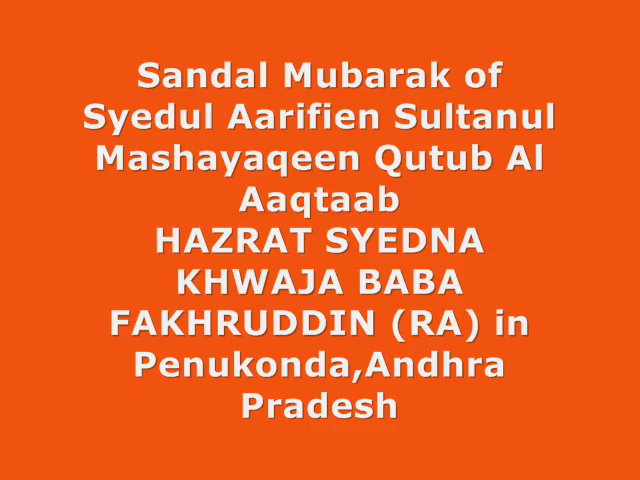 Sandal Mubarak of
Syedul Aarifien Sultanul
Mashayaqeen Qutub Al
Aaqtaab
HAZRAT SYEDNA
KHWAJA BABA
FAKHRUDDIN (RA) in
Penukonda,Andhra
Pradesh